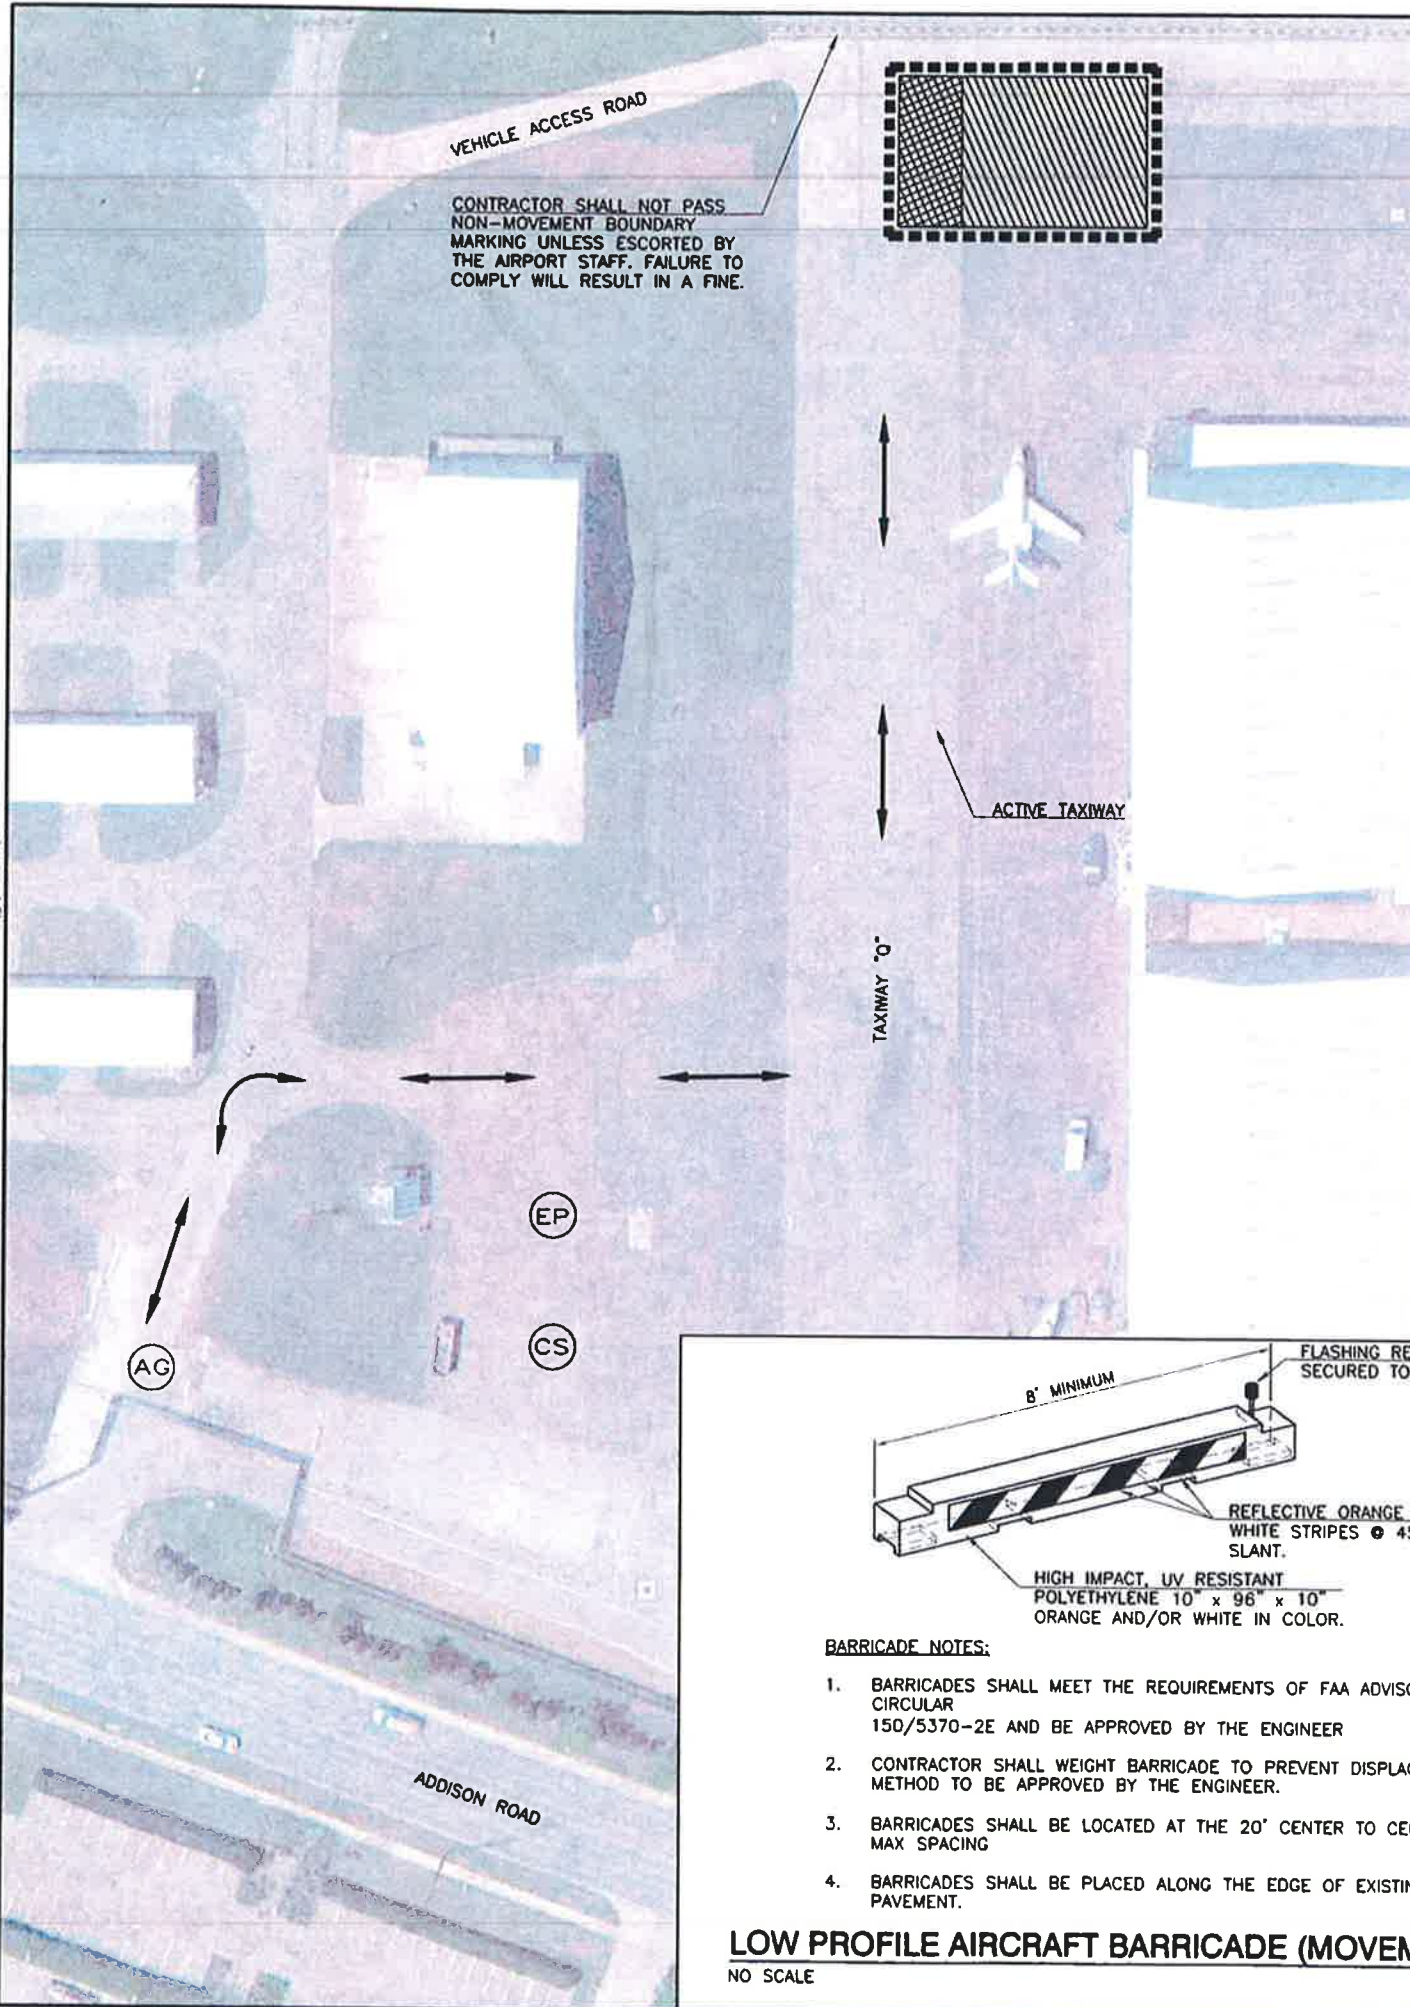 VEHICLE ACCESS ROAD
CONTRACTOR SHALL NOT PASS
NON-MOVEMENT BOUNDARY
MARKING UNLESS ESCORTED BY
THE AIRPORT STAFF. FAILURE TO
COMPLY WILL RESULT IN A FINE.
ACTIVE TAXIWAY
TAXIWAY "Q"
EP
CS
AG
ADDISON ROAD
8' MINIMUM
FLASHING RE
SECURED TO
REFLECTIVE ORANGE
WHITE STRIPES @ 45
SLANT.
HIGH IMPACT, UV RESISTANT
POLYETHYLENE 10" x 96" x 10"
ORANGE AND/OR WHITE IN COLOR.
BARRICADE NOTES:
1. BARRICADES SHALL MEET THE REQUIREMENTS OF FAA ADVISO
CIRCULAR
150/5370-2E AND BE APPROVED BY THE ENGINEER
2. CONTRACTOR SHALL WEIGHT BARRICADE TO PREVENT DISPLAC
METHOD TO BE APPROVED BY THE ENGINEER.
3. BARRICADES SHALL BE LOCATED AT THE 20' CENTER TO CE
MAX SPACING
4. BARRICADES SHALL BE PLACED ALONG THE EDGE OF EXISTIN
PAVEMENT.
LOW PROFILE AIRCRAFT BARRICADE (MOVEM
NO SCALE